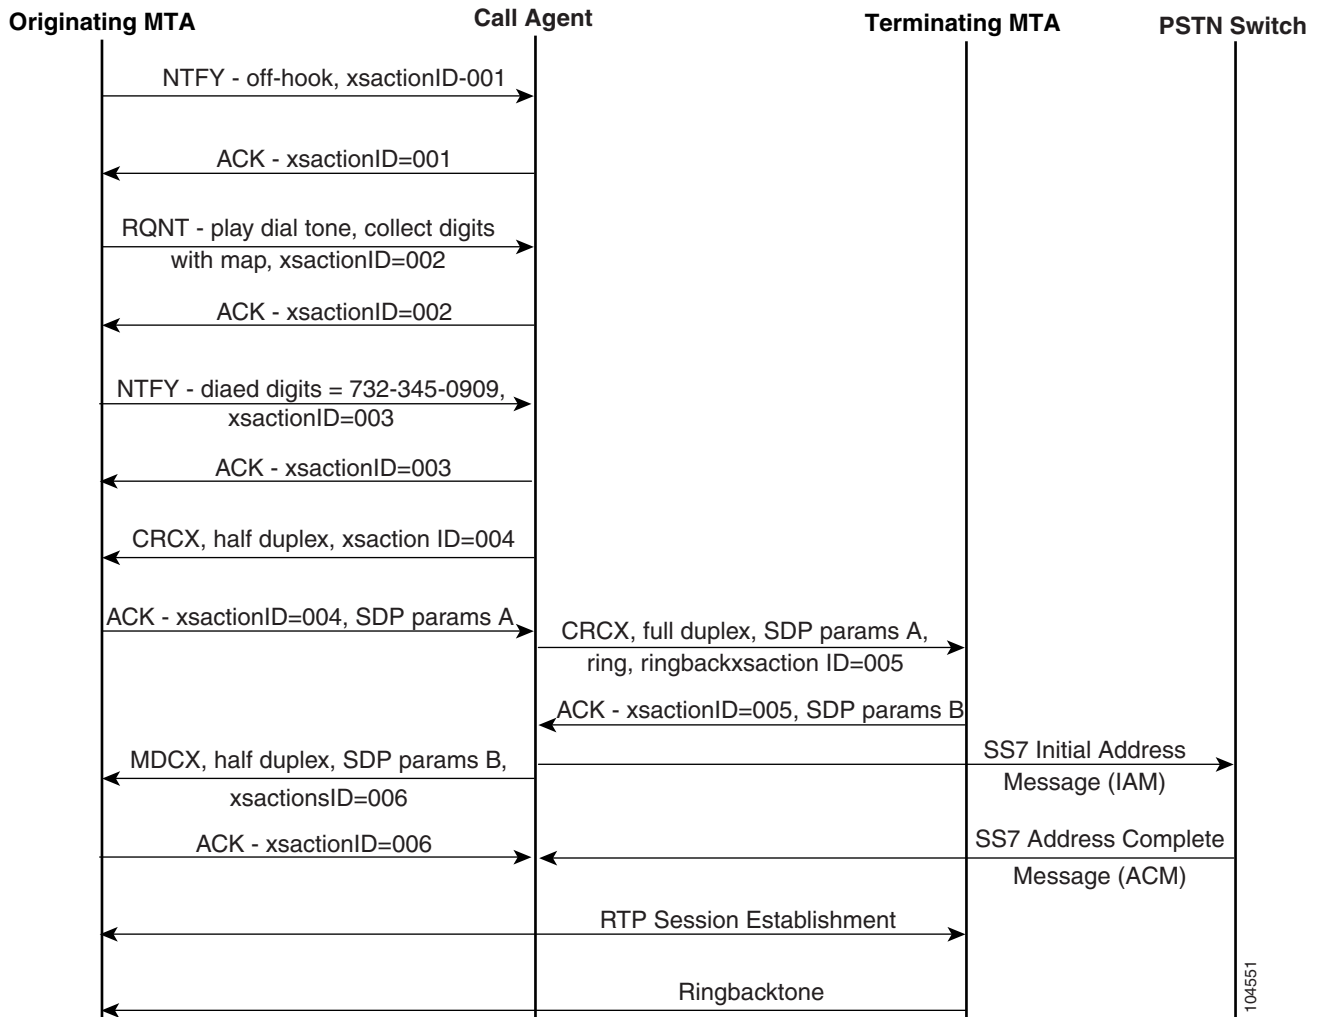 Originating MTA
Call Agent
Terminating MTA
PSTN Switch
NTFY - off-hook, xsactionID-001
ACK - xsactionID=001
RQNT - play dial tone, collect digits
with map, xsactionID=002
ACK - xsactionID=002
NTFY - diaed digits = 732-345-0909,
xsactionID=003
ACK - xsactionID=003
CRCX, half duplex, xsaction ID=004
ACK - xsactionID=004, SDP params A
CRCX, full duplex, SDP params A,
ring, ringbackxsaction ID=005
ACK - xsactionID=005, SDP params B
MDCX, half duplex, SDP params B,
xsactionsID=006
SS7 Initial Address
Message (IAM)
ACK - xsactionID=006
SS7 Address Complete
Message (ACM)
RTP Session Establishment
Ringbacktone
104551